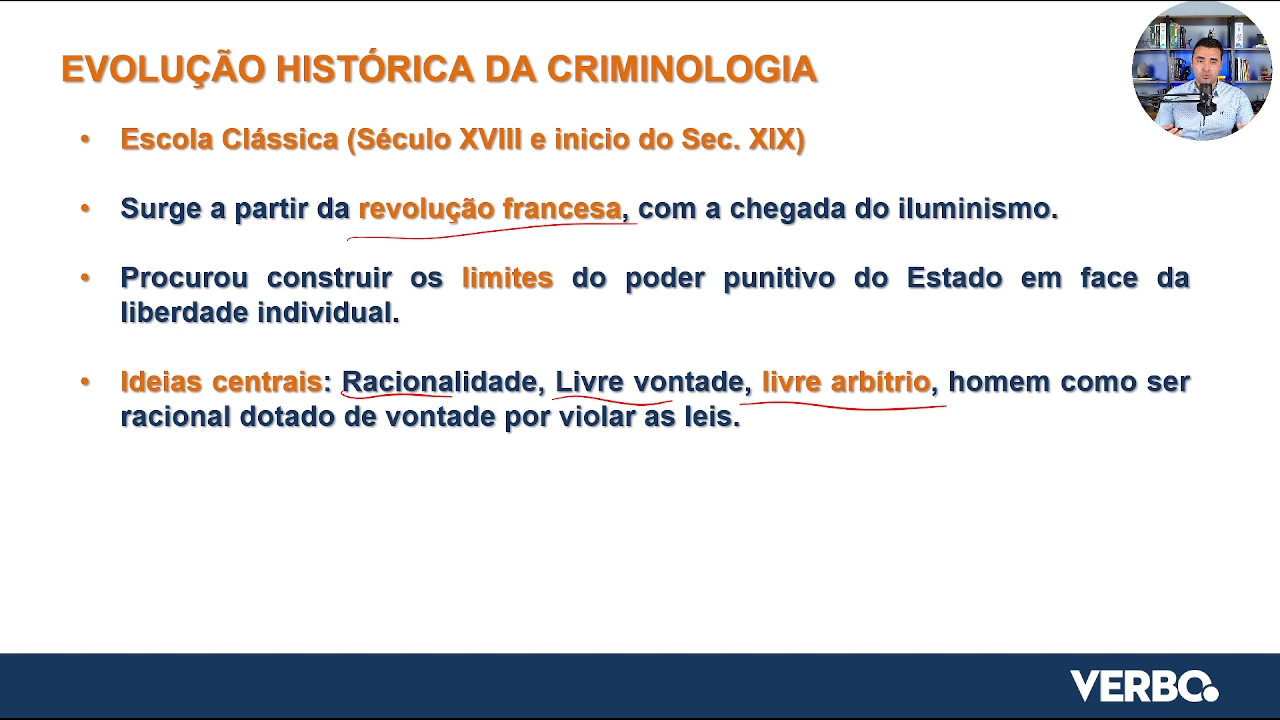 EVOLUÇÃO HISTÓRICA DA CRIMINOLOGIA
• Escola Clássica (Século XVIII e inicio do Sec. XIX)
• Surge a partir da revolução francesa, com a chegada do iluminismo.
• Procurou construir os limites do poder punitivo do Estado em face da
liberdade individual.
• Ideias centrais: Racionalidade, Livre vontade, livre arbítrio, homem como ser
racional dotado de vontade por violar as leis.
VERBO.